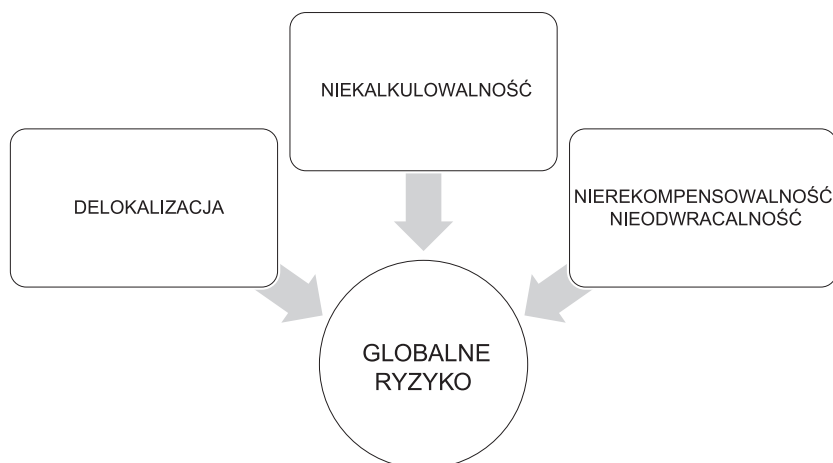 NIEKALKULOWALNOŚĆ
DELOKALIZACJA
NIEREKOMPENSOWALNOŚĆ
NIEODWRACALNOŚĆ
GLOBALNE
RYZYKO